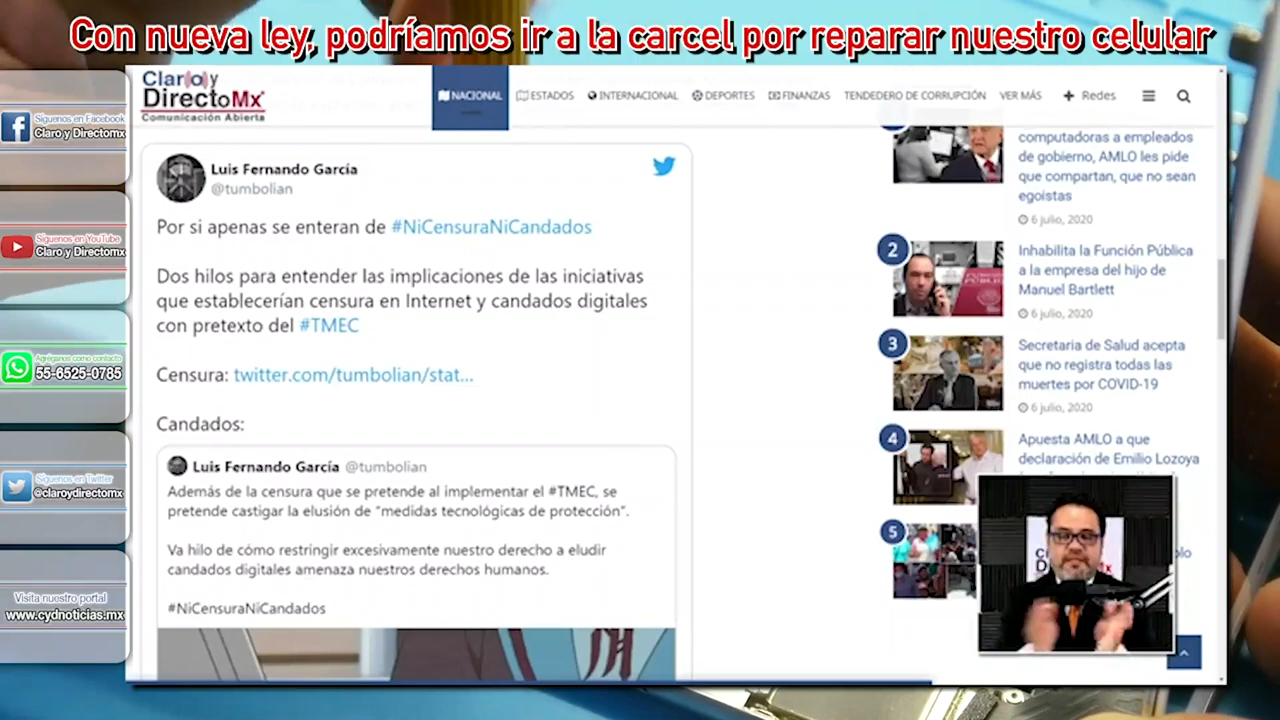 Con nueva ley, podríamos ir a la carcel por reparar nuestro celular
Síguenos en Facebook
Claro y Directomx
Síguenos en YouTube
Claro y Directomx
Agréganos como contacto
55-6525-0785
Síguenos en Twitter
@claroydirectomx
Visita nuestro portal
www.cydnoticias.mx
Claro y
DirectoMx
Comunicación Abierta
NACIONAL
ESTADOS
INTERNACIONAL
DEPORTES
FINANZAS
TENDEDERO DE CORRUPCIÓN
VER MÁS
Redes
Luis Fernando García
@tumbolian
Por si apenas se enteran de #NiCensuraNiCandados
Dos hilos para entender las implicaciones de las iniciativas
que establecerían censura en Internet y candados digitales
con pretexto del #TMEC
Censura: twitter.com/tumbolian/stat...
Candados:
Luis Fernando García @tumbolian
Además de la censura que se pretende al implementar el #TMEC, se
pretende castigar la elusión de “medidas tecnológicas de protección”.
Va hilo de cómo restringir excesivamente nuestro derecho a eludir
candados digitales amenaza nuestros derechos humanos.
#NiCensuraNiCandados
computadoras a empleados
de gobierno, AMLO les pide
que compartan, que no sean
egoistas
6 julio, 2020
2
Inhabilita la Función Pública
a la empresa del hijo de
Manuel Bartlett
6 julio, 2020
3
Secretaria de Salud acepta
que no registra todas las
muertes por COVID-19
6 julio, 2020
4
Apuesta AMLO a que
declaración de Emilio Lozoya
5